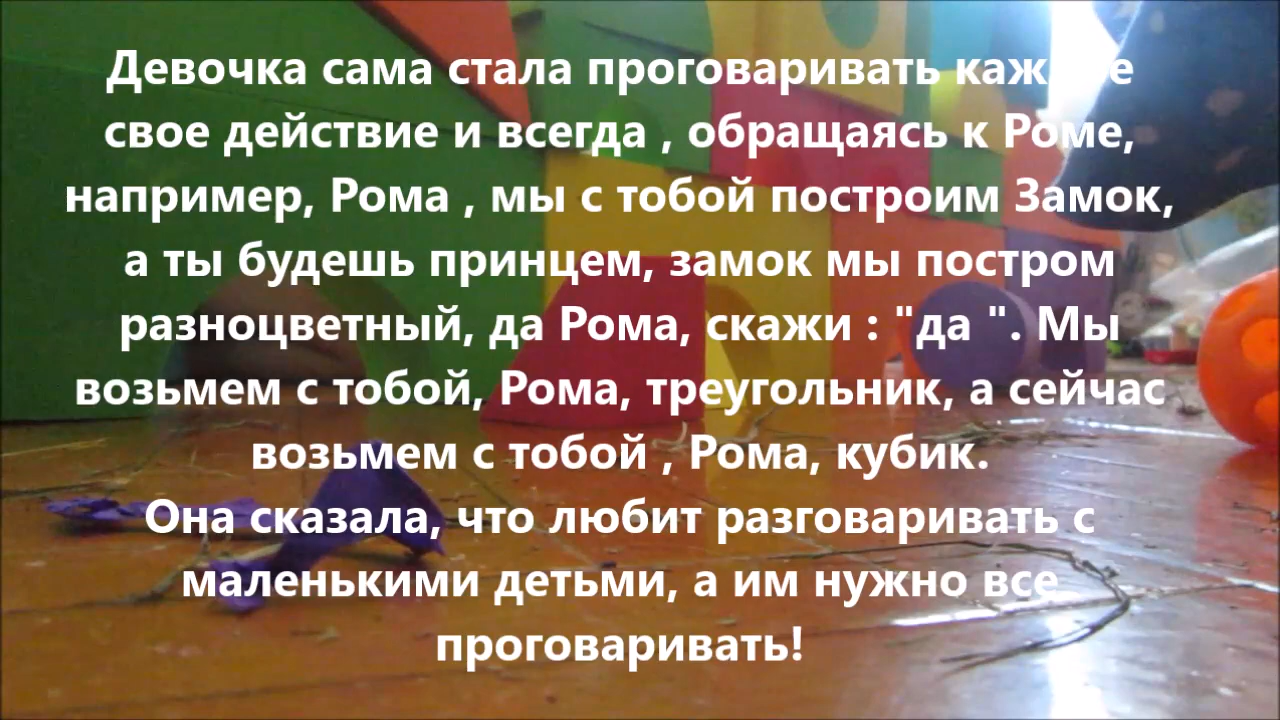 Девочка сама стала проговаривать каждое
свое действие и всегда , обращаясь к Роме,
например, Рома , мы с тобой построим Замок,
а ты будешь принцем, замок мы постром
разноцветный, да Рома, скажи : "да ". Мы
возьмем с тобой, Рома, треугольник, а сейчас
возьмем с тобой , Рома, кубик.
Она сказала, что любит разговаривать с
маленькими детьми, а им нужно все
проговаривать!